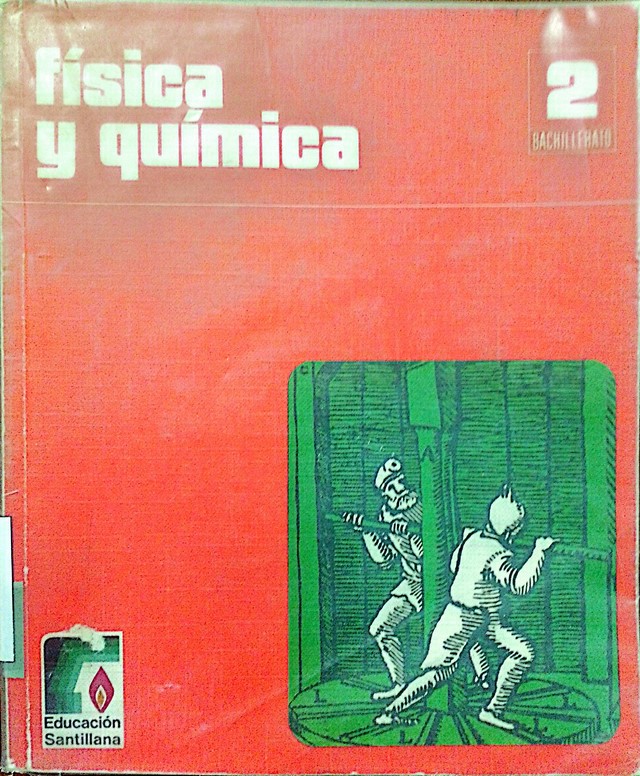 física
y química
2
BACHILLERATO
A
Educación
Santillana